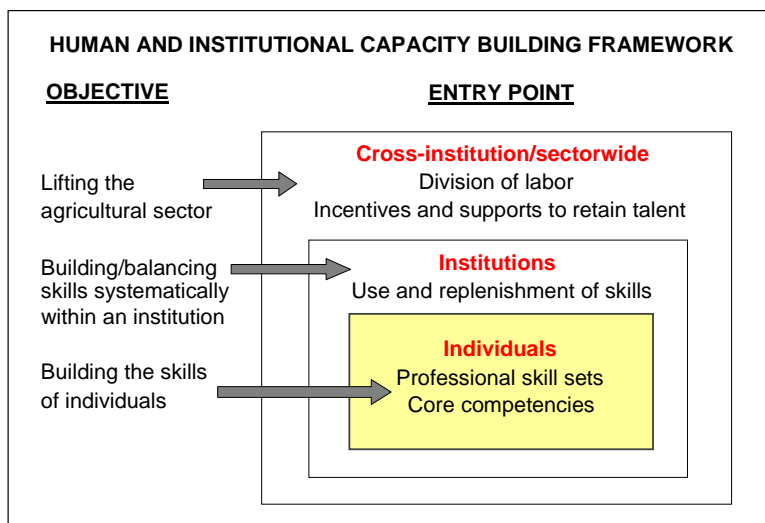 HUMAN AND INSTITUTIONAL CAPACITY BUILDING FRAMEWORK
OBJECTIVE
ENTRY POINT
Lifting the
agricultural sector
Cross-institution/sectorwide
Division of labor
Incentives and supports to retain talent
Building/balancing
skills systematically
within an institution
Institutions
Use and replenishment of skills
Building the skills
of individuals
Individuals
Professional skill sets
Core competencies